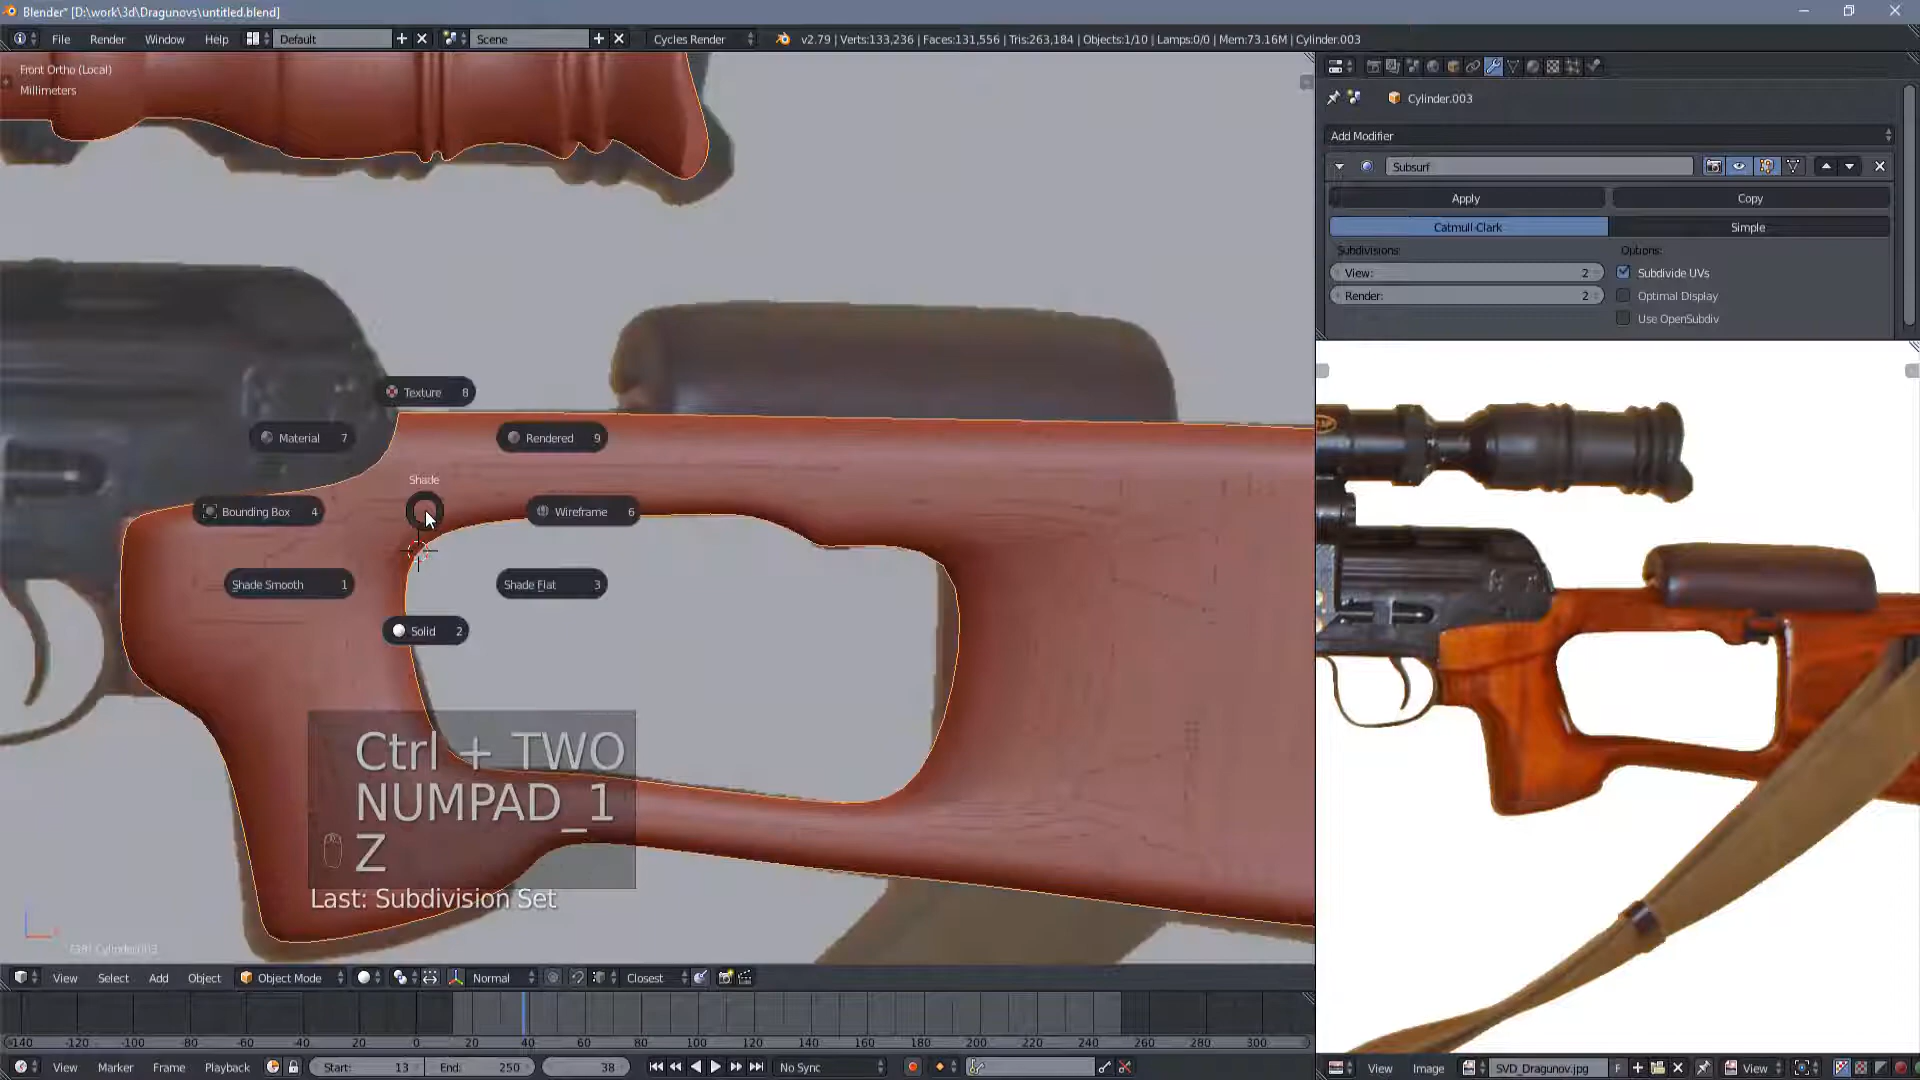 Blender* [D:\work\3d\Dragunovs\untitled.blend]
File Render Window Help Default Scene Cycles Render v2.79 | Verts:133,236 | Faces:131,556 | Tris:263,184 | Objects:1/10 | Lamps:0/0 | Mem:73.16M | Cylinder.003
Front Ortho (Local)
Millimeters
Cylinder.003
Add Modifier
Subsurf
Apply Copy
Catmull-Clark Simple
Subdivisions: Options:
View: 2 Subdivide UVs
Render: 2 Optimal Display
Use OpenSubdiv
Texture 8
Material 7 Rendered 9
Shade
Bounding Box 4 Wireframe 6
Shade Smooth 1 Shade Flat 3
Solid 2
Ctrl + TWO
NUMPAD_1
Z
Last: Subdivision Set
(38) Cylinder.003
View Select Add Object Object Mode Normal Closest
-140 -120 -100 -80 -60 -40 -20 0 20 40 60 80 100 120 140 160 180 200 220 240 260 280 300
View Marker Frame Playback Start: 13 End: 250 38 No Sync
View Image SVD_Dragunov.jpg F View